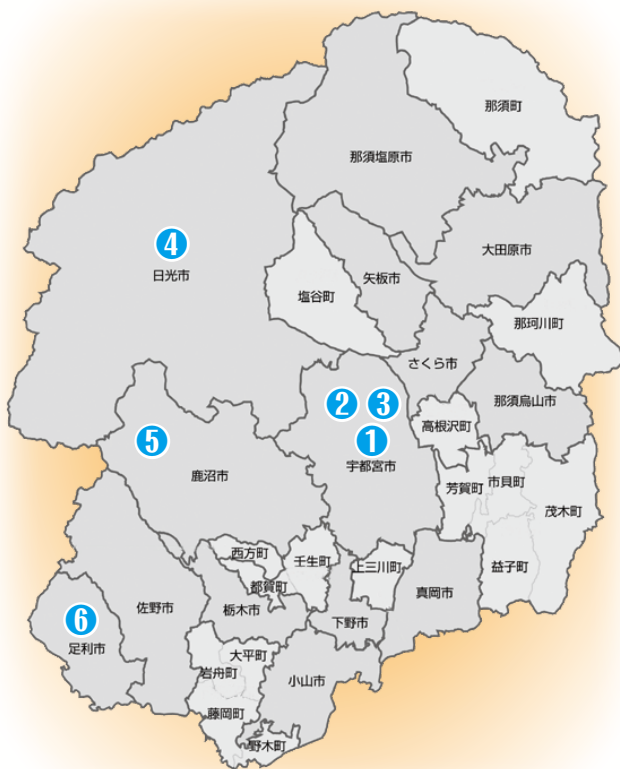 那須町
那須塩原市
4
日光市
大田原市
矢板市
塩谷町
那珂川町
さくら市
2
3
那須烏山市
高根沢町
1
5
宇都宮市
鹿沼市
芳賀町
市貝町
茂木町
西方町
壬生町
上三川町
益子町
都賀町
真岡市
佐野市
栃木市
6
下野市
足利市
大平町
岩舟町
小山市
藤岡町
野木町